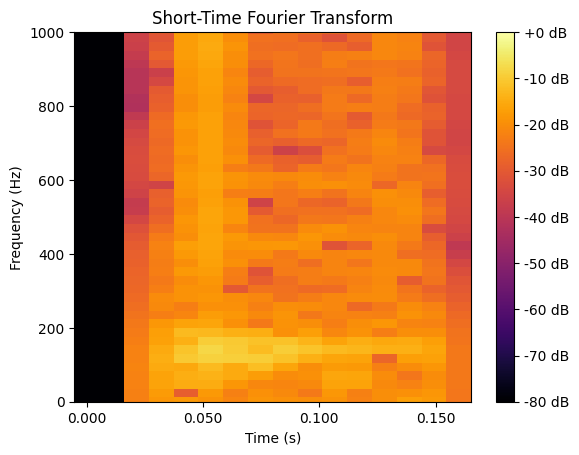 Short-Time Fourier Transform
Frequency (Hz)
1000
800
600
400
200
0
0.000
0.050
0.100
0.150
Time (s)
+0 dB
-10 dB
-20 dB
-30 dB
-40 dB
-50 dB
-60 dB
-70 dB
-80 dB